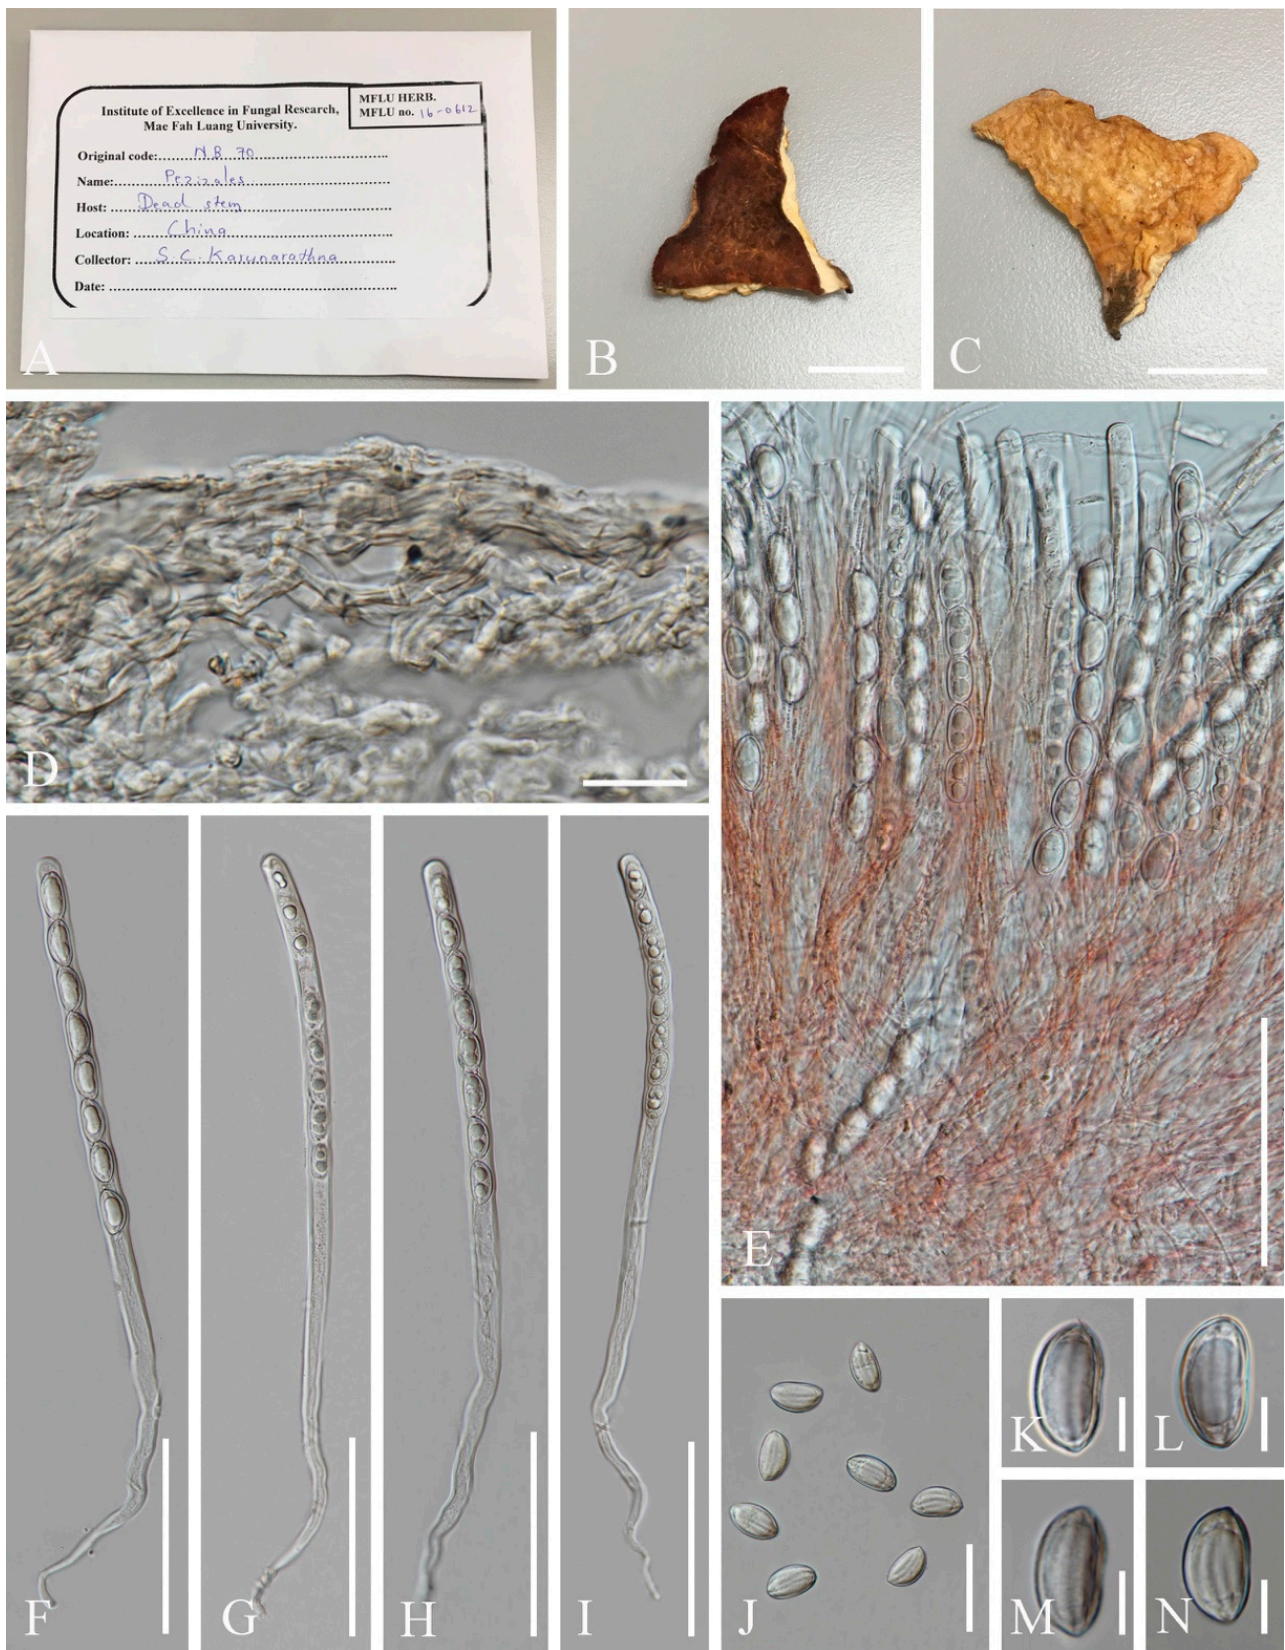 Institute of Excellence in Fungal Research,
Mae Fah Luang University.
MFLU HERB.
MFLU no. 16-0612
Original code: NB 70
Name: Pezizales
Host: Dead stem
Location: China
Collector: S.C. Karunarathna
Date:
A
B
C
D
E
F
G
H
I
J
K
L
M
N